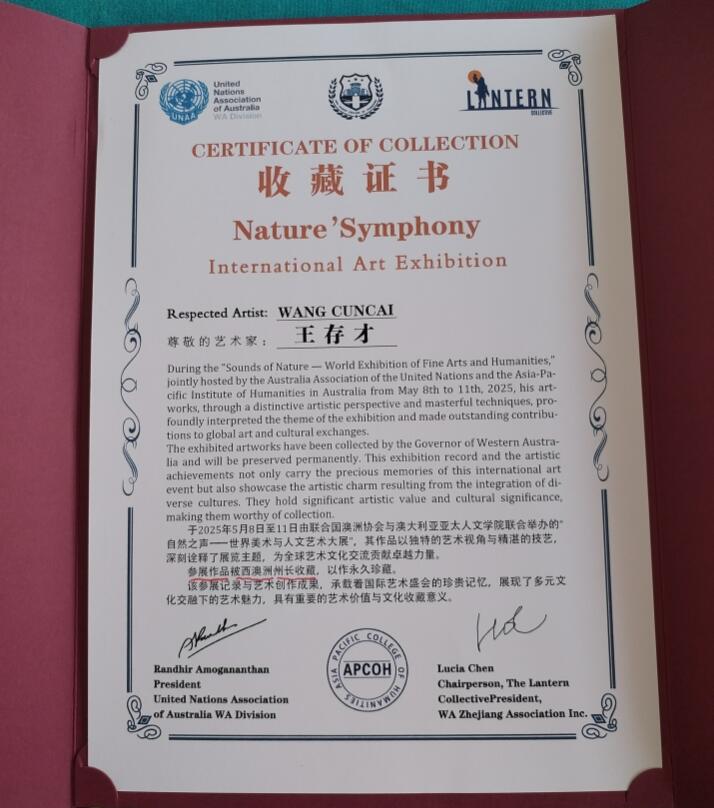 United
Nations
Association
of Australia
WA Division
UNAA
LANTERN
COLLECTIVE
CERTIFICATE OF COLLECTION
收藏证书
Nature’Symphony
International Art Exhibition
Respected Artist: WANG CUNCAI
尊敬的艺术家： 王存才
During the "Sounds of Nature — World Exhibition of Fine Arts and Humanities,"
jointly hosted by the Australia Association of the United Nations and the Asia-Pa-
cific Institute of Humanities in Australia from May 8th to 11th, 2025, his art-
works, through a distinctive artistic perspective and masterful techniques, pro-
foundly interpreted the theme of the exhibition and made outstanding contribu-
tions to global art and cultural exchanges.
The exhibited artworks have been collected by the Governor of Western Austra-
lia and will be preserved permanently. This exhibition record and the artistic
achievements not only carry the precious memories of this international art
event but also showcase the artistic charm resulting from the integration of di-
verse cultures. They hold significant artistic value and cultural significance,
making them worthy of collection.
于2025年5月8日至11日由联合国澳洲协会与澳大利亚亚太人文学院联合举办的"
自然之声——世界美术与人文艺术大展"，其作品以独特的艺术视角与精湛的技艺，
深刻诠释了展览主题，为全球艺术文化交流贡献卓越力量。
参展作品被西澳洲州长收藏，以作永久珍藏。
该参展记录与艺术创作成果，承载着国际艺术盛会的珍贵记忆，展现了多元文
化交融下的艺术魅力，具有重要的艺术价值与文化收藏意义。
Randhir Amogananthan
President
United Nations Association
of Australia WA Division
ASIA PACIFIC COLLEGE OF HUMANITIES
APCOH
Lucia Chen
Chairperson, The Lantern
CollectivePresident,
WA Zhejiang Association Inc.